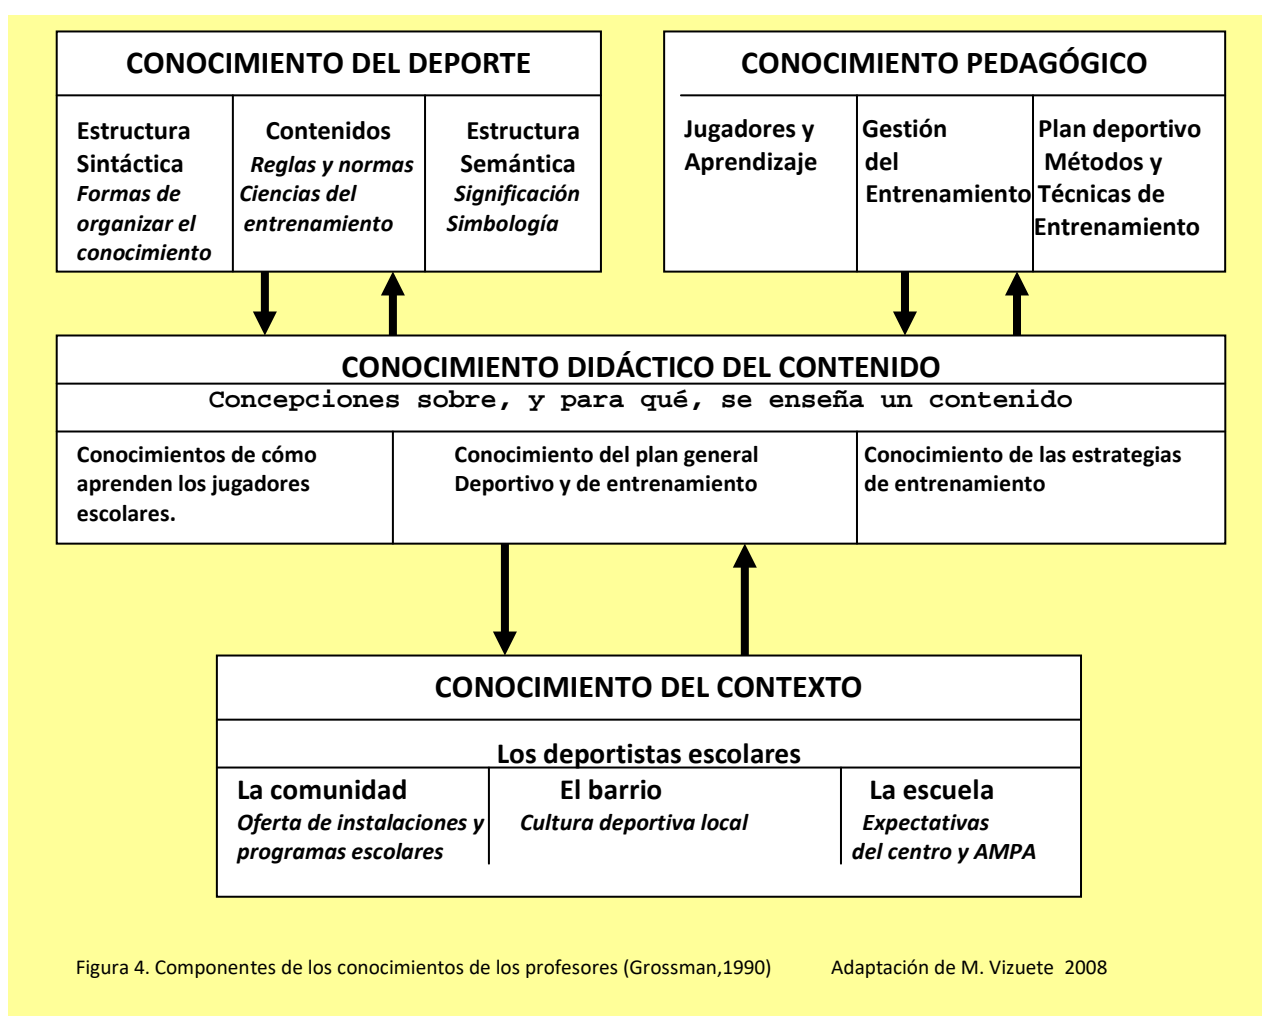 CONOCIMIENTO DEL DEPORTE
Estructura
Sintáctica
Formas de
organizar el
conocimiento
Contenidos
Reglas y normas
Ciencias del
entrenamiento
Estructura
Semántica
Significación
Simbología
CONOCIMIENTO PEDAGÓGICO
Jugadores y
Aprendizaje
Gestión
del
Entrenamiento
Plan deportivo
Métodos y
Técnicas de
Entrenamiento
CONOCIMIENTO DIDÁCTICO DEL CONTENIDO
Concepciones sobre, y para qué, se enseña un contenido
Conocimientos de cómo
aprenden los jugadores
escolares.
Conocimiento del plan general
Deportivo y de entrenamiento
Conocimiento de las estrategias
de entrenamiento
CONOCIMIENTO DEL CONTEXTO
Los deportistas escolares
La comunidad
Oferta de instalaciones y
programas escolares
El barrio
Cultura deportiva local
La escuela
Expectativas
del centro y AMPA
Figura 4. Componentes de los conocimientos de los profesores (Grossman,1990) Adaptación de M. Vizuete 2008